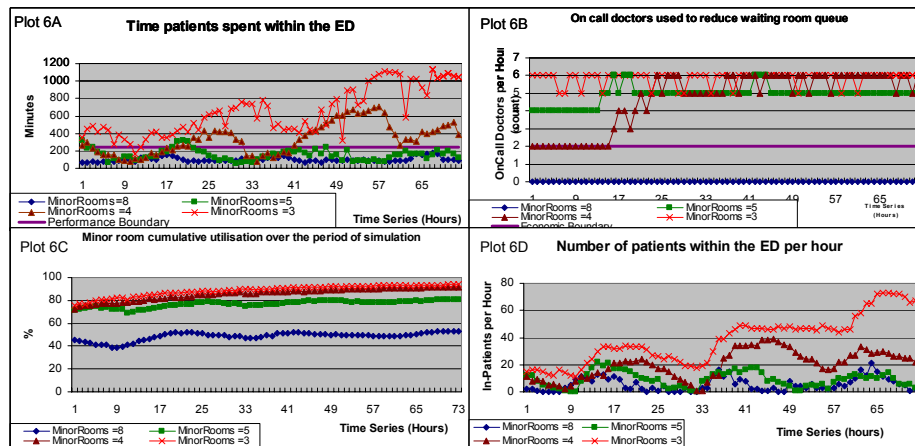 Plot 6A
Time patients spent within the ED
Minutes
1200
1000
800
600
400
200
0
1 9 17 25 33 41 49 57 65
Time Series (Hours)
MinorRooms=8
MinorRooms=5
MinorRooms=4
MinorRooms=3
Performance Boundary
Plot 6B
On call doctors used to reduce waiting room queue
OnCall Doctors per Hour
7
6
5
4
3
2
1
0
1 9 17 25 33 41 49 57 65
Time Series
(Hours)
MinorRooms=8
MinorRooms=5
MinorRooms=4
MinorRooms=3
Economic Boundary
Plot 6C
Minor room cumulative utilisation over the period of simulation
%
100
80
60
40
20
0
1 9 17 25 33 41 49 57 65 73
Time Series (Hours)
MinorRooms =8
MinorRooms =5
MinorRooms =4
MinorRooms =3
Plot 6D
Number of patients within the ED per hour
In-Patients per Hour
80
60
40
20
0
1 9 17 25 33 41 49 57 65
Time Series (Hours)
MinorRooms =8
MinorRooms =5
MinorRooms =4
MinorRooms =3